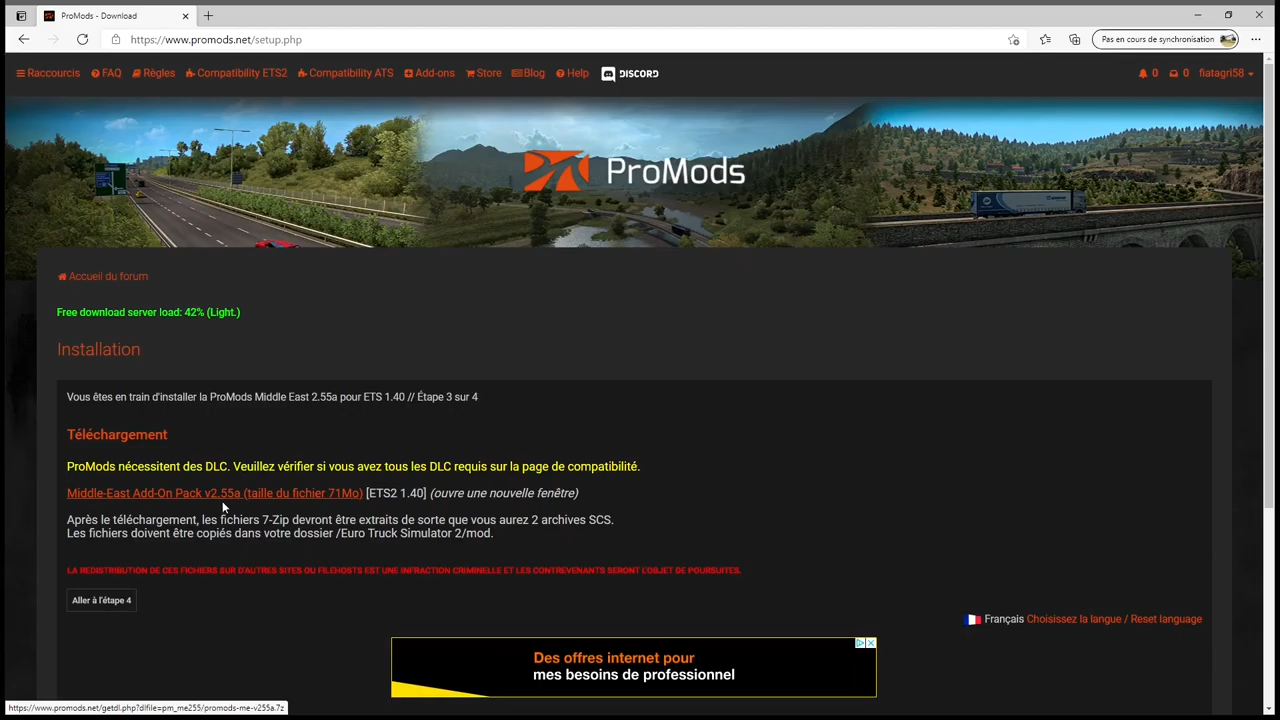 ProMods - Download
https://www.promods.net/setup.php
Pas en cours de synchronisation
Raccourcis FAQ Règles Compatibility ETS2 Compatibility ATS Add-ons Store Blog Help DISCORD 0 0 fiatagri58
ProMods
Accueil du forum
Free download server load: 42% (Light.)
Installation
Vous êtes en train d'installer la ProMods Middle East 2.55a pour ETS 1.40 // Étape 3 sur 4
Téléchargement
ProMods nécessitent des DLC. Veuillez vérifier si vous avez tous les DLC requis sur la page de compatibilité.
Middle-East Add-On Pack v2.55a (taille du fichier 71Mo) [ETS2 1.40] (ouvre une nouvelle fenêtre)
Après le téléchargement, les fichiers 7-Zip devront être extraits de sorte que vous aurez 2 archives SCS.
Les fichiers doivent être copiés dans votre dossier /Euro Truck Simulator 2/mod.
LA REDISTRIBUTION DE CES FICHIERS SUR D'AUTRES SITES OU FILEHOSTS EST UNE INFRACTION CRIMINELLE ET LES CONTREVENANTS SERONT L'OBJET DE POURSUITES.
Aller à l'étape 4
Français Choisissez la langue / Reset language
Des offres internet pour
mes besoins de professionnel
https://www.promods.net/getdl.php?dlfile=pm_me255/promods-me-v255a.7z